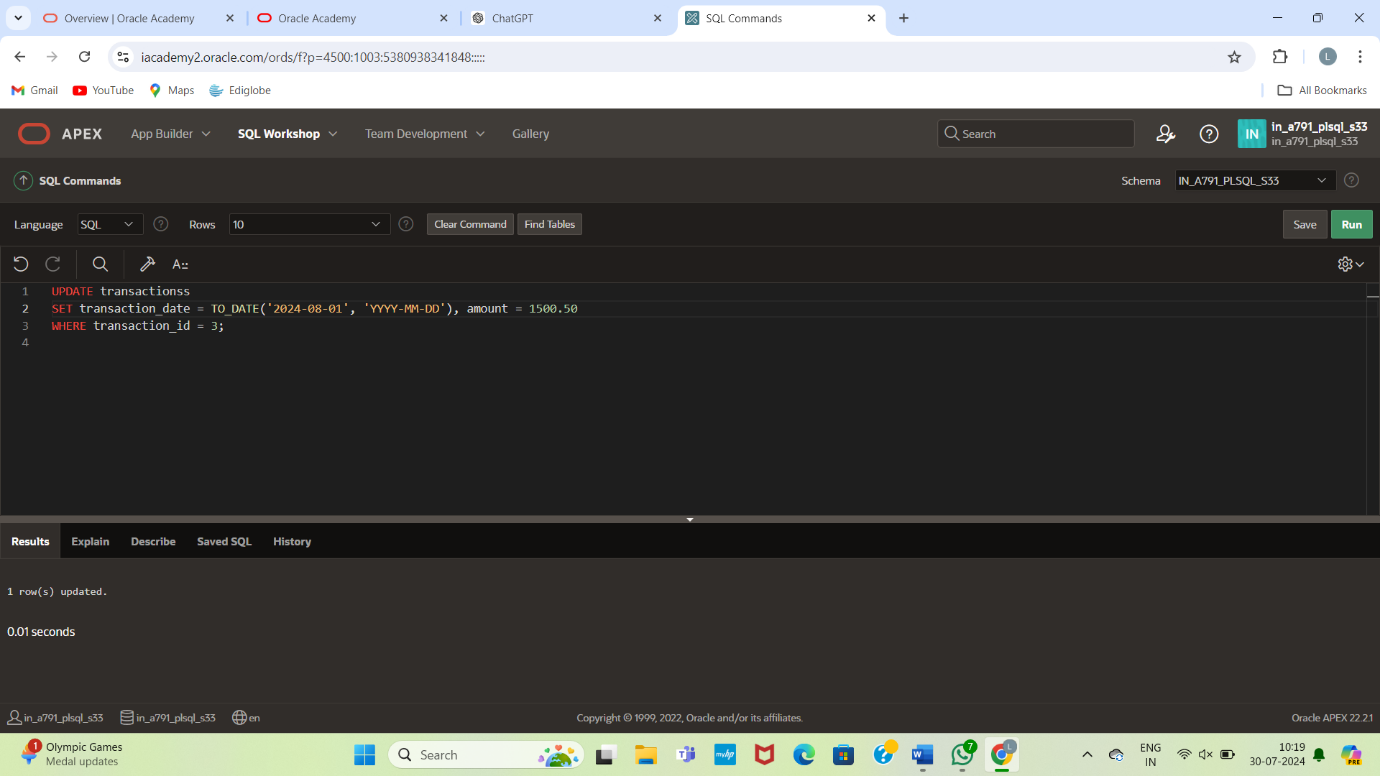 Overview | Oracle Academy
Oracle Academy
ChatGPT
SQL Commands
iacademy2.oracle.com/ords/f?p=4500:1003:5380938341848:::::
L
Gmail
YouTube
Maps
Ediglobe
All Bookmarks
APEX
App Builder
SQL Workshop
Team Development
Gallery
Search
IN
in_a791_plsql_s33
in_a791_plsql_s33
SQL Commands
Schema
IN_A791_PLSQL_S33
Language
SQL
Rows
10
Clear Command
Find Tables
Save
Run
1 UPDATE transactionss
2 SET transaction_date = TO_DATE('2024-08-01', 'YYYY-MM-DD'), amount = 1500.50
3 WHERE transaction_id = 3;
4
Results
Explain
Describe
Saved SQL
History
1 row(s) updated.
0.01 seconds
in_a791_plsql_s33
in_a791_plsql_s33
en
Copyright © 1999, 2022, Oracle and/or its affiliates.
Oracle APEX 22.2.1
1
Olympic Games
Medal updates
Search
myhp
7
L
ENG
IN
10:19
30-07-2024
PRE